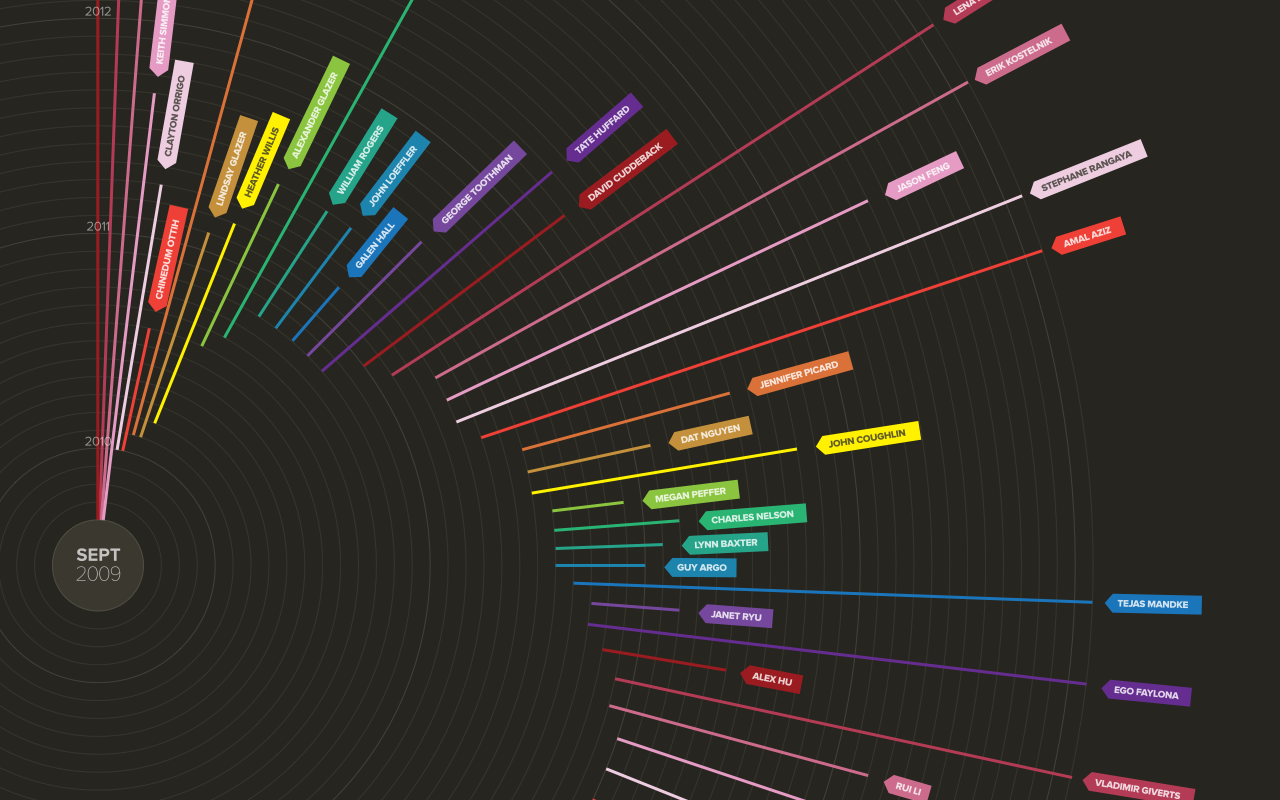 2012
KEITH SIMMON
CLAYTON ORRIGO
2011
CHINEDUM OTTIH
LINDSAY GLAZER
HEATHER WILLIS
ALEXANDER GLAZER
WILLIAM ROGERS
JOHN LOEFFLER
GALEN HALL
GEORGE TOOTHMAN
TATE HUFFARD
DAVID CUDDEBACK
LENA
ERIK KOSTELNIK
JASON FENG
STEPHANE RANGAYA
AMAL AZIZ
JENNIFER PICARD
DAT NGUYEN
JOHN COUGHLIN
2010
MEGAN PEFFER
CHARLES NELSON
LYNN BAXTER
SEPT
2009
GUY ARGO
TEJAS MANDKE
JANET RYU
EGO FAYLONA
ALEX HU
VLADIMIR GIVERTS
RUI LI